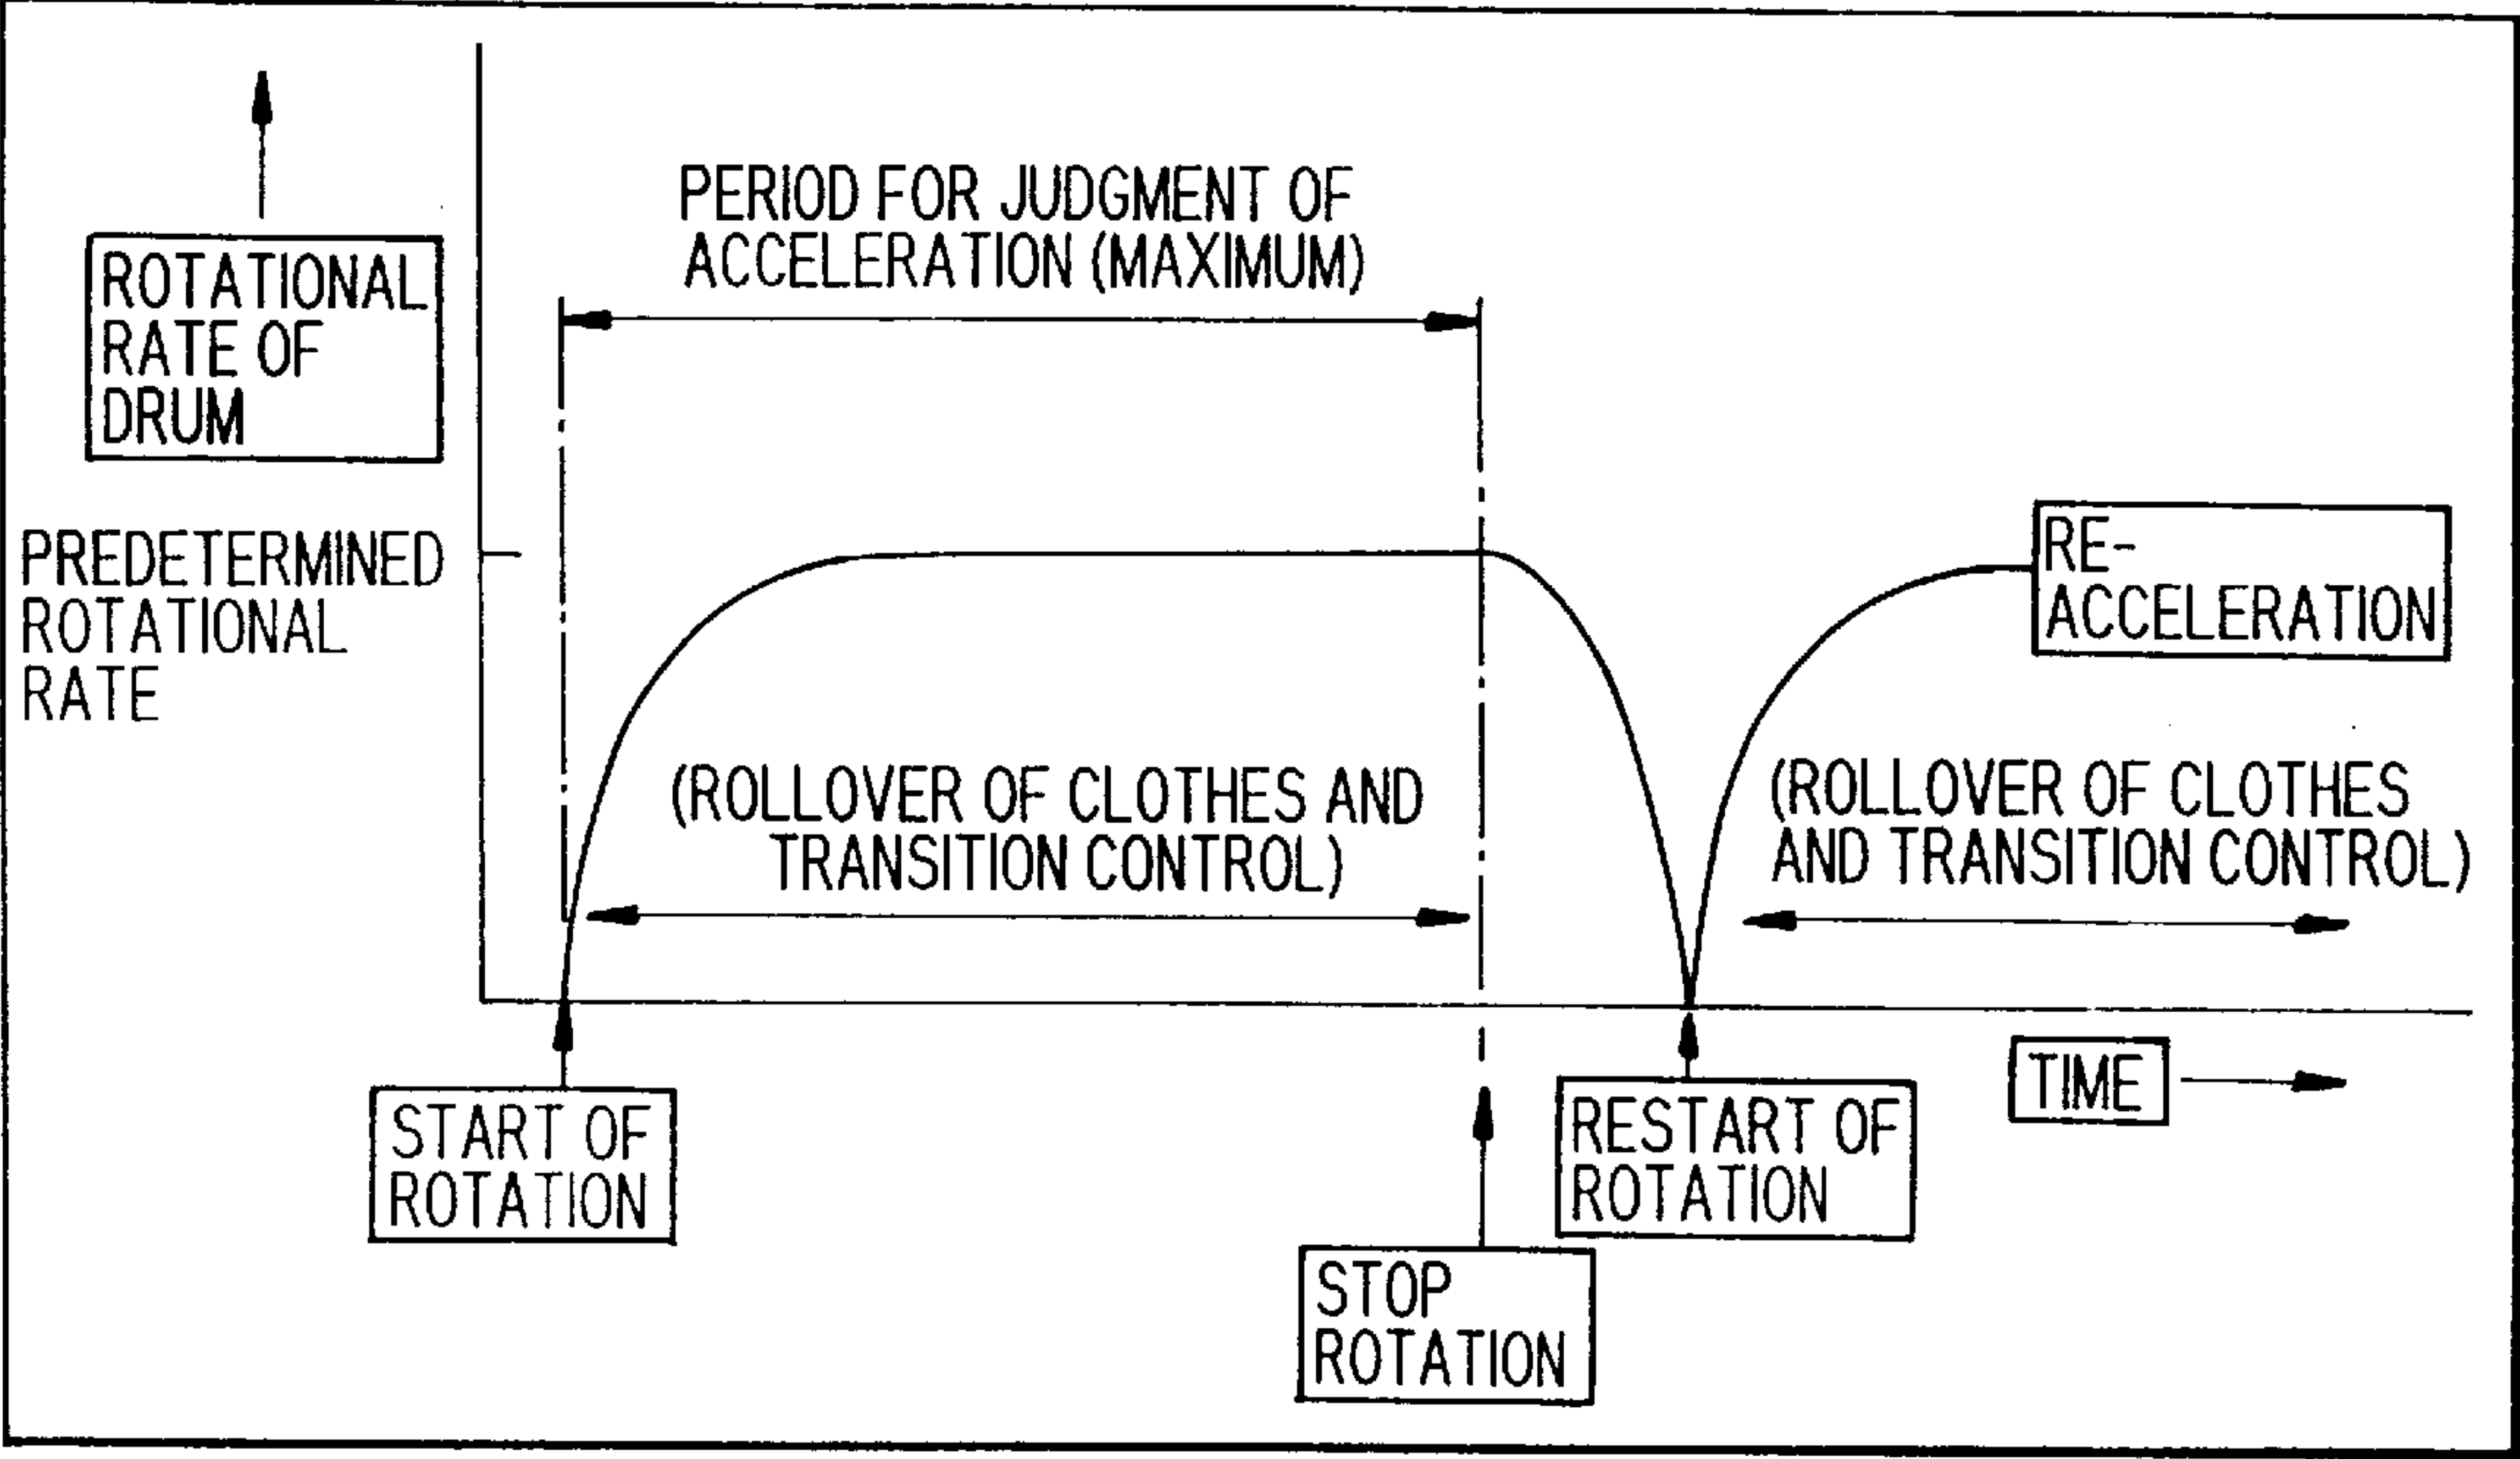 PERIOD FOR JUDGMENT OF
ACCELERATION (MAXIMUM)
ROTATIONAL
RATE OF
DRUM
PREDETERMINED
ROTATIONAL
RATE
RE-
ACCELERATION
(ROLLOVER OF CLOTHES AND
TRANSITION CONTROL)
(ROLLOVER OF CLOTHES
AND TRANSITION CONTROL)
START OF
ROTATION
STOP
ROTATION
RESTART OF
ROTATION
TIME